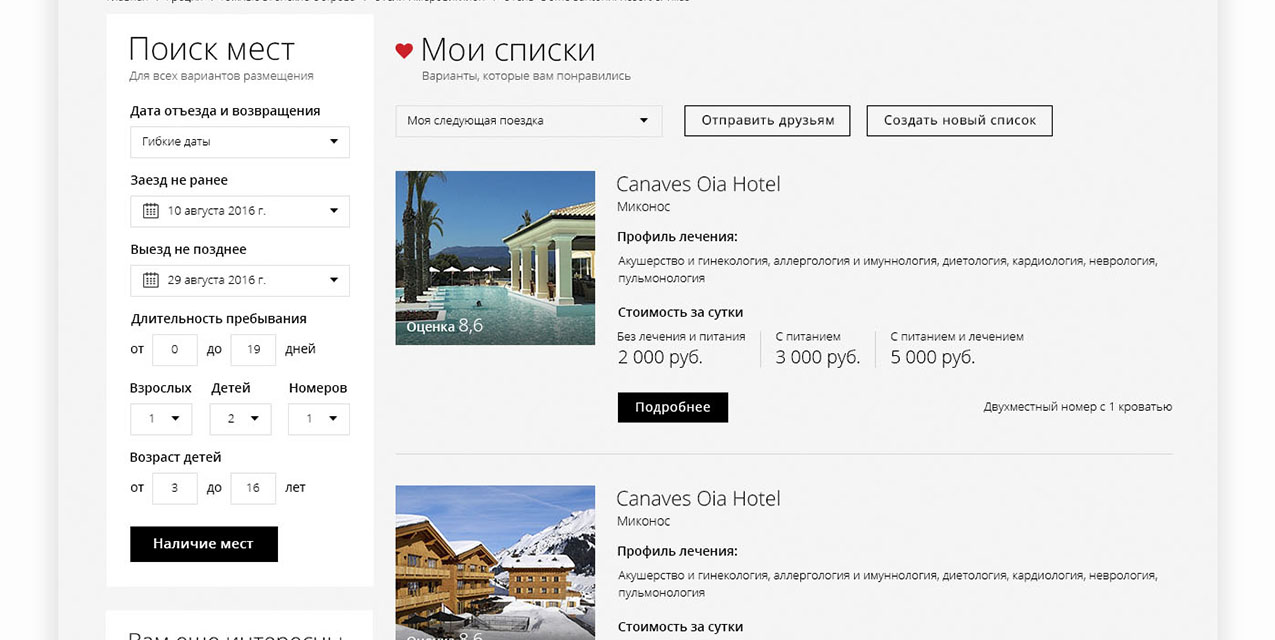 Поиск мест
Для всех вариантов размещения
Дата отъезда и возвращения
Гибкие даты
Заезд не ранее
10 августа 2016 г.
Выезд не позднее
29 августа 2016 г.
Длительность пребывания
от 0 до 19 дней
Взрослых Детей Номеров
1 2 1
Возраст детей
от 3 до 16 лет
Наличие мест
Вам еще интересны
Мои списки
Варианты, которые вам понравились
Моя следующая поездка Отправить друзьям Создать новый список
Оценка 8,6
Canaves Oia Hotel
Миконос
Профиль лечения:
Акушерство и гинекология, аллергология и имуннология, диетология, кардиология, неврология,
пульмонология
Стоимость за сутки
Без лечения и питания С питанием С питанием и лечением
2 000 руб. 3 000 руб. 5 000 руб.
Подробнее Двухместный номер с 1 кроватью
Оценка 8,6
Canaves Oia Hotel
Миконос
Профиль лечения:
Акушерство и гинекология, аллергология и имуннология, диетология, кардиология, неврология,
пульмонология
Стоимость за сутки